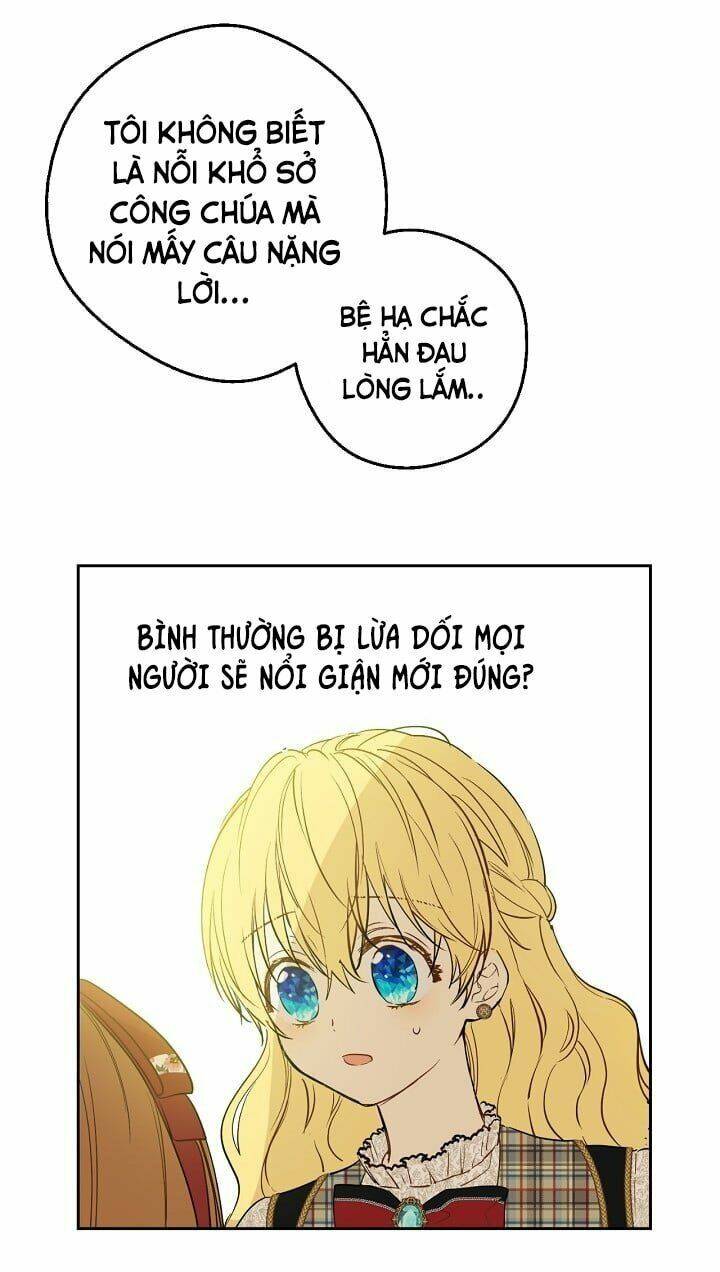 TÔI KHÔNG BIẾT
LÀ NỖI KHỔ SỞ
CÔNG CHÚA MÀ
NÓI MẤY CÂU NẶNG
LỜI...
BỆ HẠ CHẮC
HẲN ĐAU
LÒNG LẮM..
BÌNH THƯỜNG BỊ LỪA DỐI MỌI
NGƯỜI SẼ NỔI GIẬN MỚI ĐÚNG?